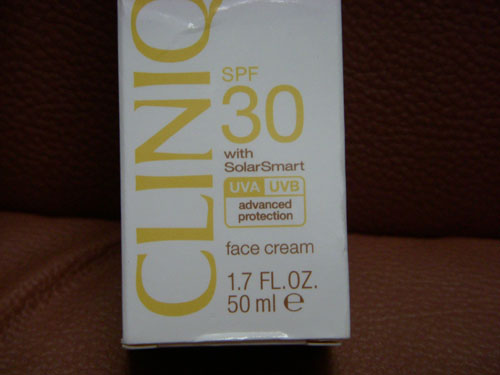 CLINIQ
SPF
30
with
SolarSmart
UVA UVB
advanced
protection
face cream
1.7 FL.OZ.
50 ml ℮